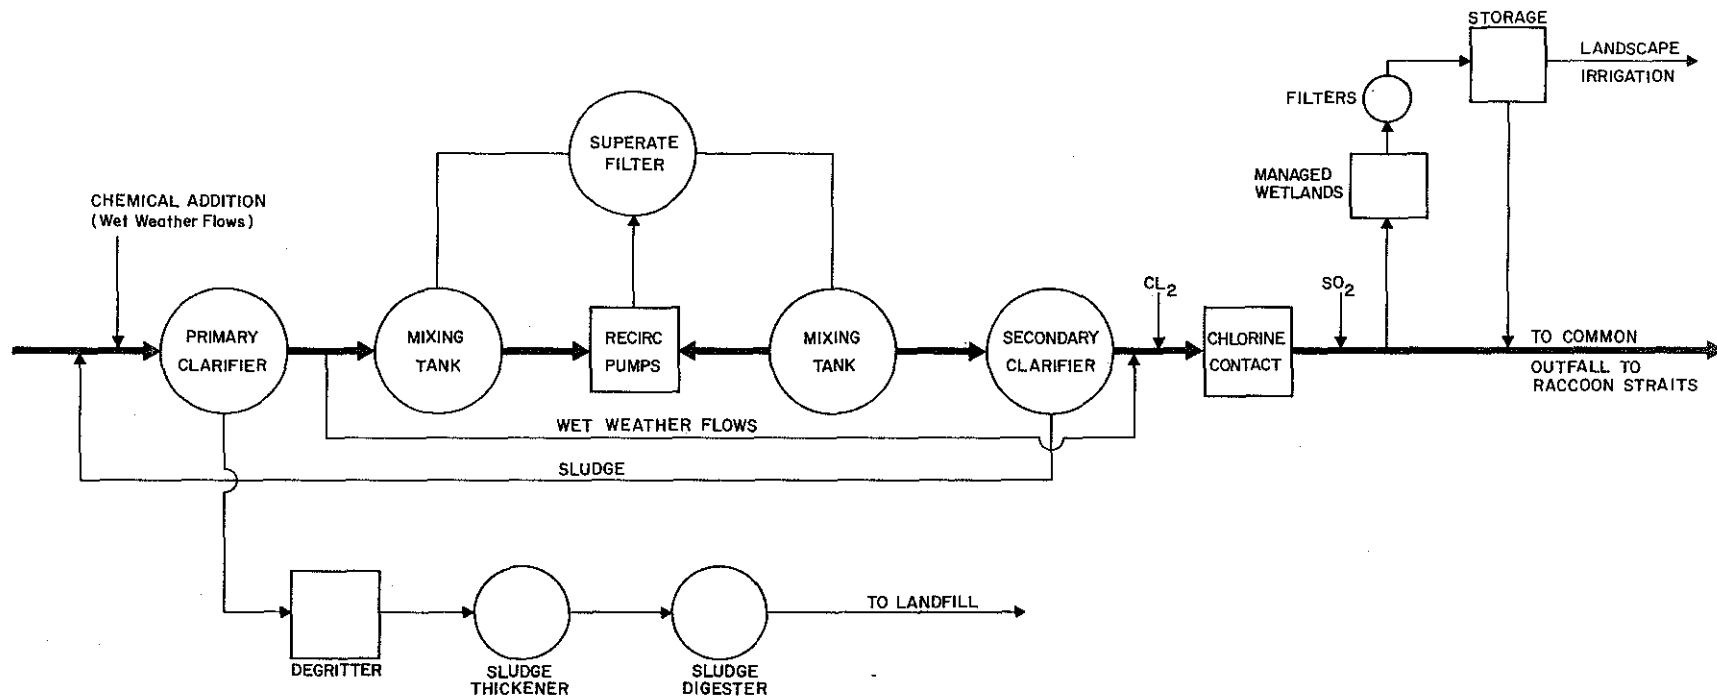 STORAGE
LANDSCAPE
IRRIGATION
FILTERS
SUPERATE
FILTER
MANAGED
WETLANDS
CHEMICAL ADDITION
(Wet Weather Flows)
CL2
SO2
PRIMARY
CLARIFIER
MIXING
TANK
RECIRC
PUMPS
MIXING
TANK
SECONDARY
CLARIFIER
CHLORINE
CONTACT
TO COMMON
OUTFALL TO
RACCOON STRAITS
WET WEATHER FLOWS
SLUDGE
TO LANDFILL
DEGRITTER
SLUDGE
THICKENER
SLUDGE
DIGESTER